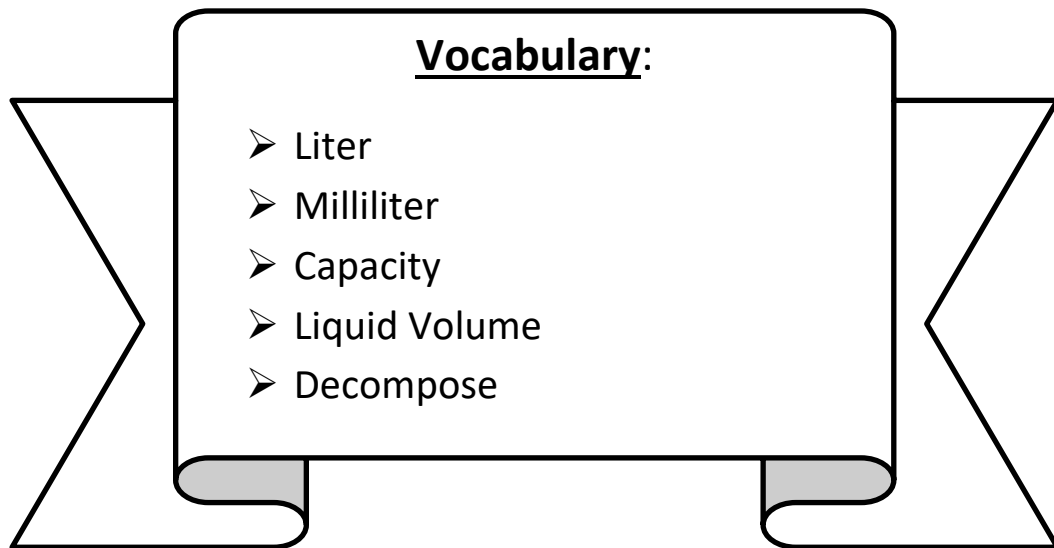 Vocabulary:
➢ Liter
➢ Milliliter
➢ Capacity
➢ Liquid Volume
➢ Decompose